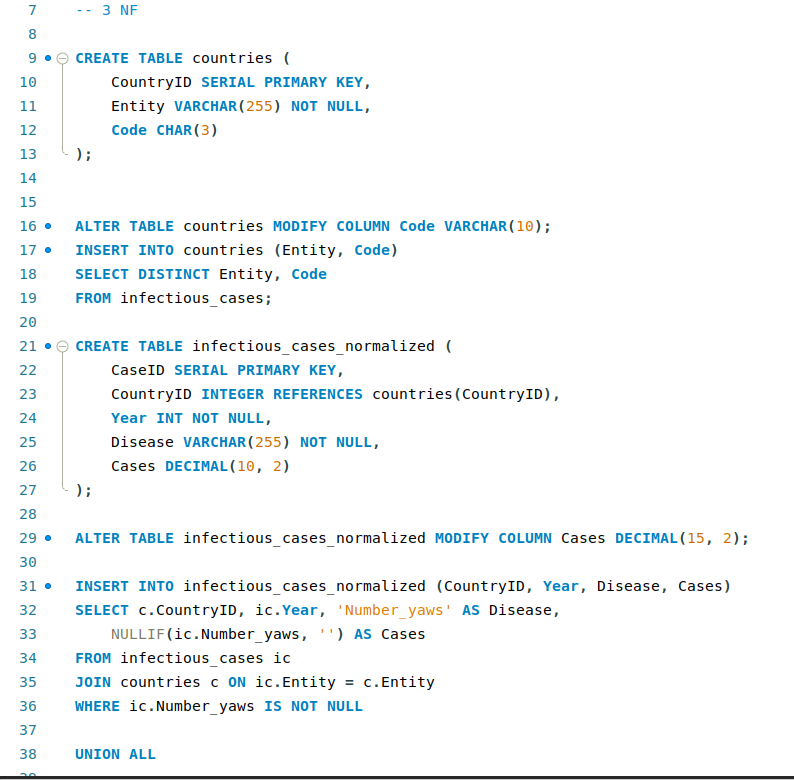 7 -- 3 NF
8
9 CREATE TABLE countries (
10 CountryID SERIAL PRIMARY KEY,
11 Entity VARCHAR(255) NOT NULL,
12 Code CHAR(3)
13 );
14
15
16 ALTER TABLE countries MODIFY COLUMN Code VARCHAR(10);
17 INSERT INTO countries (Entity, Code)
18 SELECT DISTINCT Entity, Code
19 FROM infectious_cases;
20
21 CREATE TABLE infectious_cases_normalized (
22 CaseID SERIAL PRIMARY KEY,
23 CountryID INTEGER REFERENCES countries(CountryID),
24 Year INT NOT NULL,
25 Disease VARCHAR(255) NOT NULL,
26 Cases DECIMAL(10, 2)
27 );
28
29 ALTER TABLE infectious_cases_normalized MODIFY COLUMN Cases DECIMAL(15, 2);
30
31 INSERT INTO infectious_cases_normalized (CountryID, Year, Disease, Cases)
32 SELECT c.CountryID, ic.Year, 'Number_yaws' AS Disease,
33 NULLIF(ic.Number_yaws, '') AS Cases
34 FROM infectious_cases ic
35 JOIN countries c ON ic.Entity = c.Entity
36 WHERE ic.Number_yaws IS NOT NULL
37
38 UNION ALL